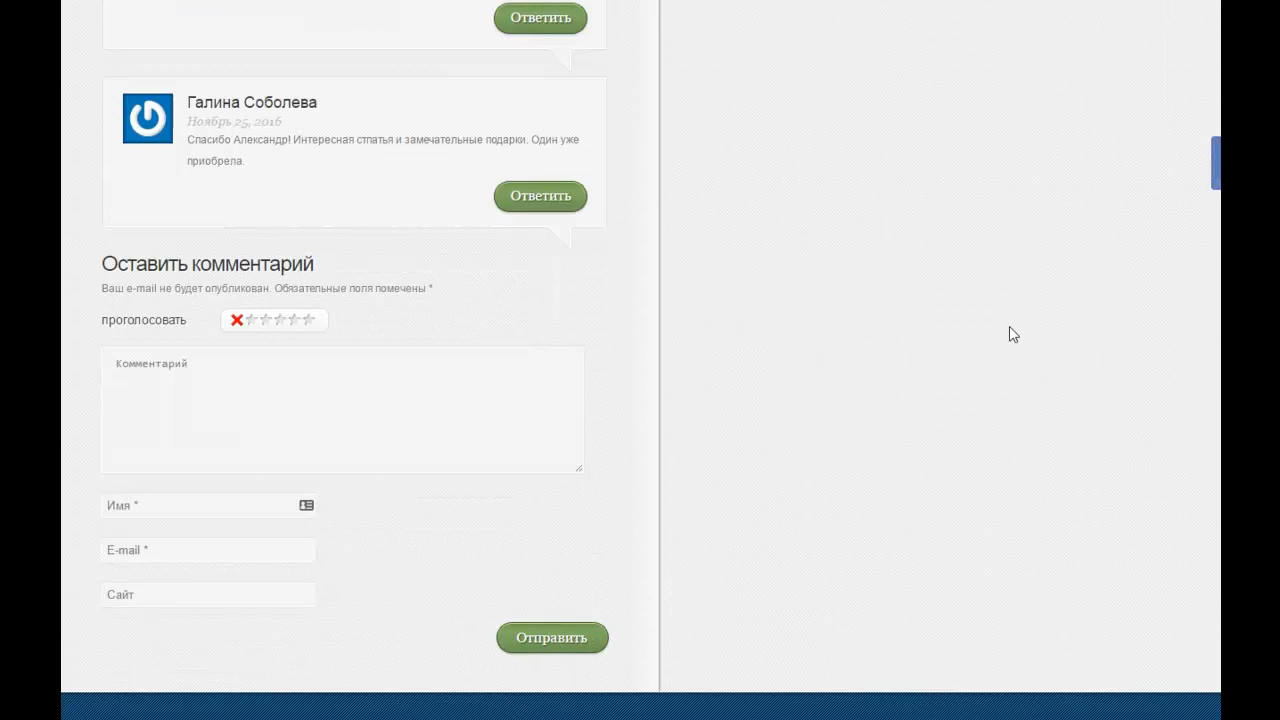 Ответить
Галина Соболева
Ноябрь 25, 2016
Спасибо Александр! Интересная стпатья и замечательные подарки. Один уже
приобрела.
Ответить
Оставить комментарий
Ваш e-mail не будет опубликован. Обязательные поля помечены *
проголосовать
Комментарий
Имя *
E-mail *
Сайт
Отправить